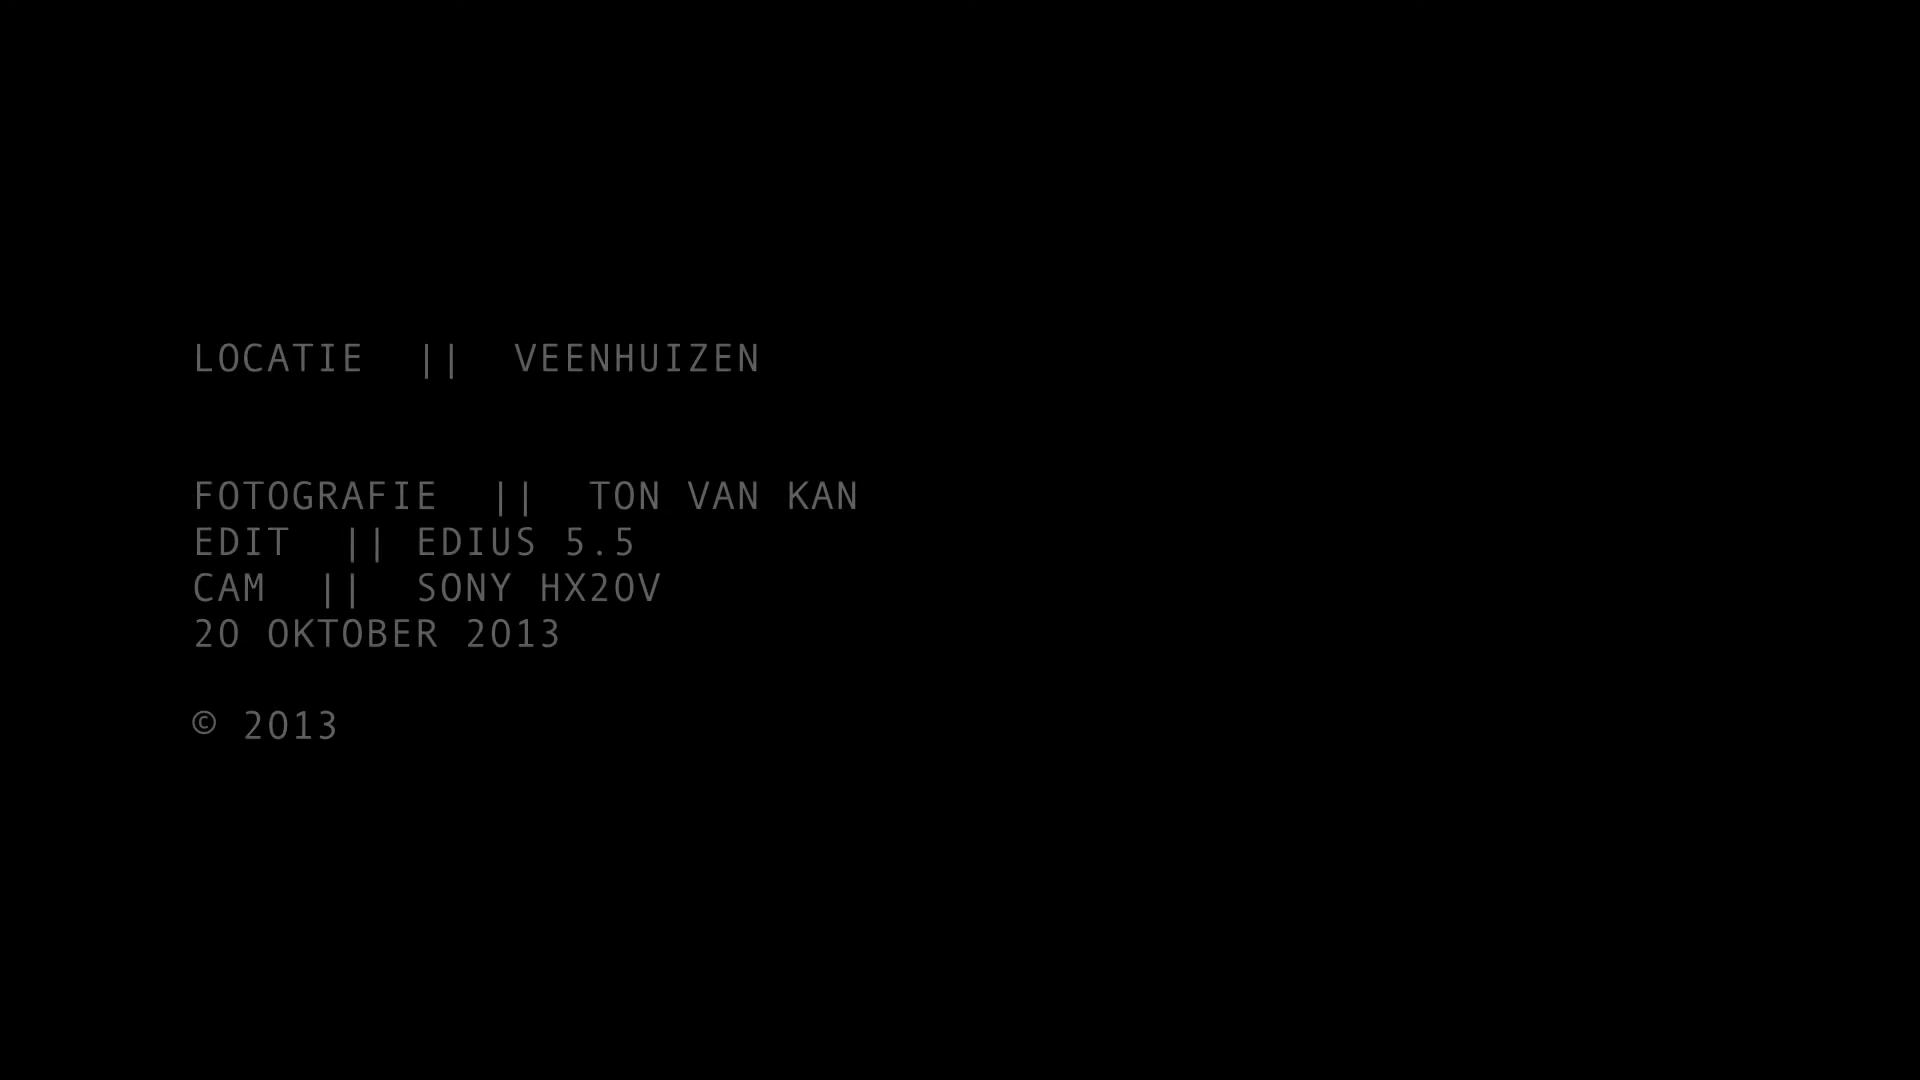 LOCATIE || VEENHUIZEN
FOTOGRAFIE || TON VAN KAN
EDIT || EDIUS 5.5
CAM || SONY HX20V
20 OKTOBER 2013
© 2013